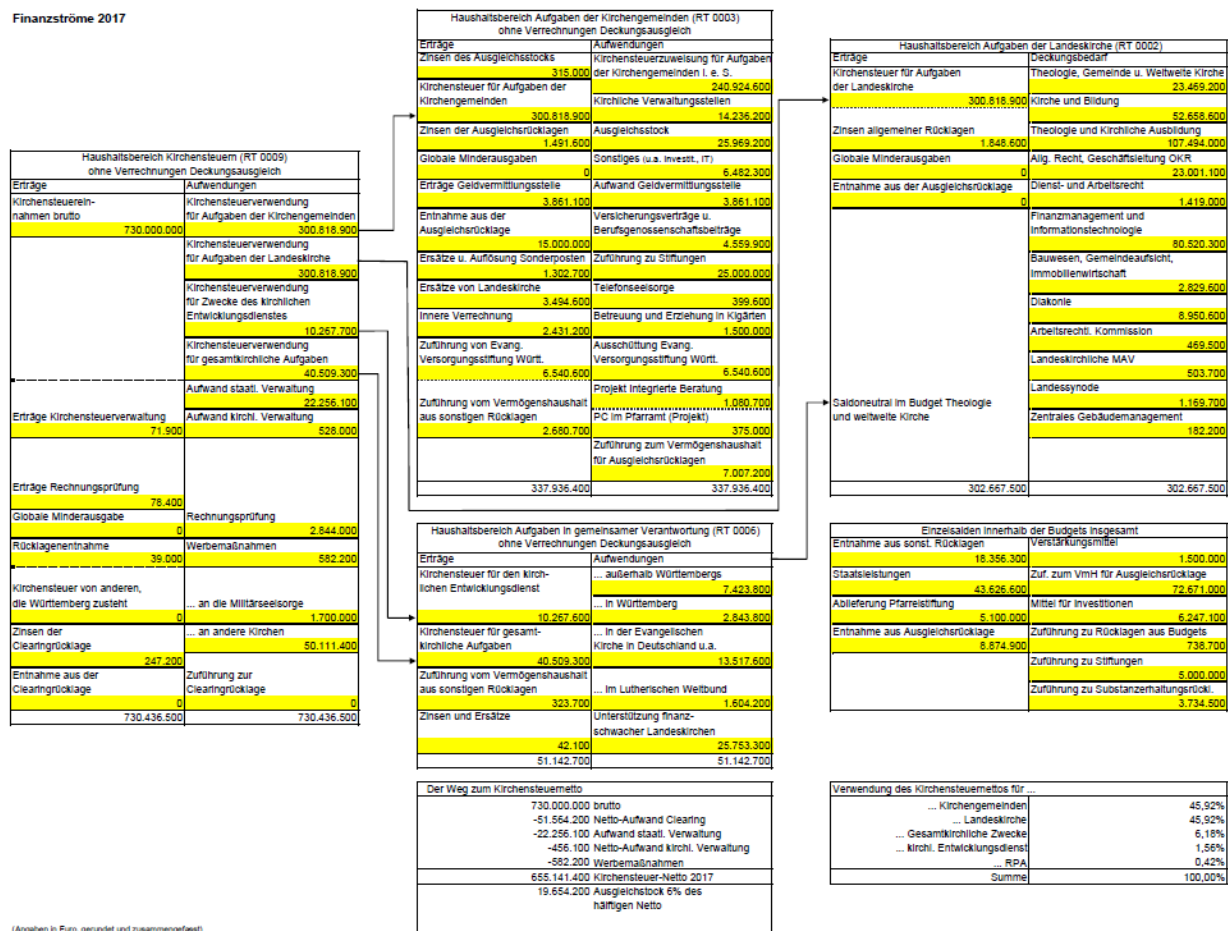 Finanzströme 2017
Haushaltsbereich Kirchensteuern (RT 0009)
ohne Verrechnungen Deckungsausgleich
Erträge
Aufwendungen
Kirchensteuerein-
nahmen brutto
730.000.000
Kirchensteuerverwendung
für Aufgaben der Kirchengemeinden
300.818.900
Kirchensteuerverwendung
für Aufgaben der Landeskirche
300.818.900
Kirchensteuerverwendung
für Zwecke des kirchlichen
Entwicklungsdienstes
10.267.700
Kirchensteuerverwendung
für gesamtkirchliche Aufgaben
40.509.300
Aufwand staatl. Verwaltung
22.256.100
Erträge Kirchensteuerverwaltung
71.900
Aufwand kirchl. Verwaltung
528.000
Erträge Rechnungsprüfung
78.400
Globale Minderausgabe
0
Rechnungsprüfung
2.844.000
Rücklagenentnahme
39.000
Werbemaßnahmen
582.200
Kirchensteuer von anderen,
die Württemberg zusteht
0
... an die Militärseelsorge
1.700.000
Zinsen der
Clearingrücklage
247.200
... an andere Kirchen
50.111.400
Entnahme aus der
Clearingrücklage
0
Zuführung zur
Clearingrücklage
0
730.436.500
730.436.500
Haushaltsbereich Aufgaben der Kirchengemeinden (RT 0003)
ohne Verrechnungen Deckungsausgleich
Erträge
Aufwendungen
Zinsen des Ausgleichsstocks
315.000
Kirchensteuerzuweisung für Aufgaben
der Kirchengemeinden i. e. S.
240.924.600
Kirchensteuer für Aufgaben der
Kirchengemeinden
300.818.900
Kirchliche Verwaltungsstellen
14.236.200
Zinsen der Ausgleichsrücklagen
1.491.600
Ausgleichsstock
25.969.200
Globale Minderausgaben
0
Sonstiges (u.a. Investit., IT)
6.482.300
Erträge Geldvermittlungsstelle
3.861.100
Aufwand Geldvermittlungsstelle
3.861.100
Entnahme aus der
Ausgleichsrücklage
15.000.000
Versicherungsverträge u.
Berufsgenossenschaftsbeiträge
4.559.900
Ersätze u. Auflösung Sonderposten
1.302.700
Zuführung zu Stiftungen
25.000.000
Ersätze von Landeskirche
3.494.600
Telefonseelsorge
399.600
Innere Verrechnung
2.431.200
Betreuung und Erziehung in Kigärten
1.500.000
Zuführung von Evang.
Versorgungsstiftung Württ.
6.540.600
Ausschüttung Evang.
Versorgungsstiftung Württ.
6.540.600
Projekt Integrierte Beratung
1.080.700
Zuführung vom Vermögenshaushalt
aus sonstigen Rücklagen
2.680.700
PC im Pfarramt (Projekt)
375.000
Zuführung zum Vermögenshaushalt
für Ausgleichsrücklagen
7.007.200
337.936.400
337.936.400
Haushaltsbereich Aufgaben der Landeskirche (RT 0002)
Erträge
Deckungsbedarf
Kirchensteuer für Aufgaben
der Landeskirche
300.818.900
Theologie, Gemeinde u. Weltweite Kirche
23.469.200
Kirche und Bildung
52.658.600
Zinsen allgemeiner Rücklagen
1.848.600
Theologie und Kirchliche Ausbildung
107.494.000
Globale Minderausgaben
0
Allg. Recht, Geschäftsleitung OKR
23.001.100
Entnahme aus der Ausgleichsrücklage
0
Dienst- und Arbeitsrecht
1.419.000
Finanzmanagement und
Informationstechnologie
80.520.300
Bauwesen, Gemeindeaufsicht,
Immobilienwirtschaft
2.829.600
Diakonie
8.950.600
Arbeitsrechtl. Kommission
469.500
Landeskirchliche MAV
503.700
Landessynode
1.169.700
Saldoneutral im Budget Theologie
und weltweite Kirche
Zentrales Gebäudemanagement
182.200
302.667.500
302.667.500
Haushaltsbereich Aufgaben in gemeinsamer Verantwortung (RT 0006)
ohne Verrechnungen Deckungsausgleich
Erträge
Aufwendungen
Kirchensteuer für den kirch-
lichen Entwicklungsdienst
10.267.600
... außerhalb Württembergs
7.423.800
... in Württemberg
2.843.800
Kirchensteuer für gesamt-
kirchliche Aufgaben
40.509.300
... in der Evangelischen
Kirche in Deutschland u.a.
13.517.600
Zuführung vom Vermögenshaushalt
aus sonstigen Rücklagen
323.700
... im Lutherischen Weltbund
1.604.200
Zinsen und Ersätze
42.100
Unterstützung finanz-
schwacher Landeskirchen
25.753.300
51.142.700
51.142.700
Einzelsalden innerhalb der Budgets insgesamt
Entnahme aus sonst. Rücklagen
18.356.300
Verstärkungsmittel
1.500.000
Staatsleistungen
43.626.600
Zuf. zum VmH für Ausgleichsrücklage
72.671.000
Ablieferung Pfarreistiftung
5.100.000
Mittel für Investitionen
6.247.100
Entnahme aus Ausgleichsrücklage
8.874.900
Zuführung zu Rücklagen aus Budgets
738.700
Zuführung zu Stiftungen
5.000.000
Zuführung zu Substanzerhaltungsrückl.
3.734.500
Der Weg zum Kirchensteuernetto
730.000.000 brutto
-51.564.200 Netto-Aufwand Clearing
-22.256.100 Aufwand staatl. Verwaltung
-456.100 Netto-Aufwand kirchl. Verwaltung
-582.200 Werbemaßnahmen
655.141.400 Kirchensteuer-Netto 2017
19.654.200 Ausgleichstock 6% des
hälftigen Netto
Verwendung des Kirchensteuernettos für ...
... Kirchengemeinden 45,92%
... Landeskirche 45,92%
... Gesamtkirchliche Zwecke 6,18%
... kirchl. Entwicklungsdienst 1,56%
... RPA 0,42%
Summe 100,00%
(Angaben in Euro, gerundet und zusammengefasst)